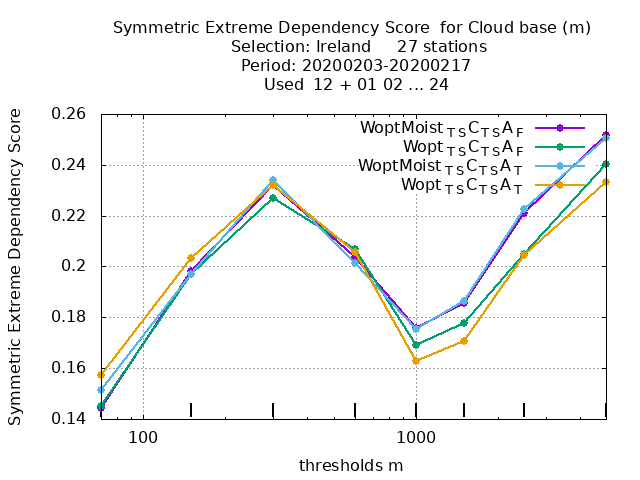 Symmetric Extreme Dependency Score for Cloud base (m)
Selection: Ireland 27 stations
Period: 20200203-20200217
Used 12 + 01 02 ... 24
Symmetric Extreme Dependency Score
0.26
0.24
0.22
0.2
0.18
0.16
0.14
WoptMoist TS C TS A F
Wopt TS C TS A F
WoptMoist TS C TS A T
Wopt TS C TS A T
100 1000
thresholds m